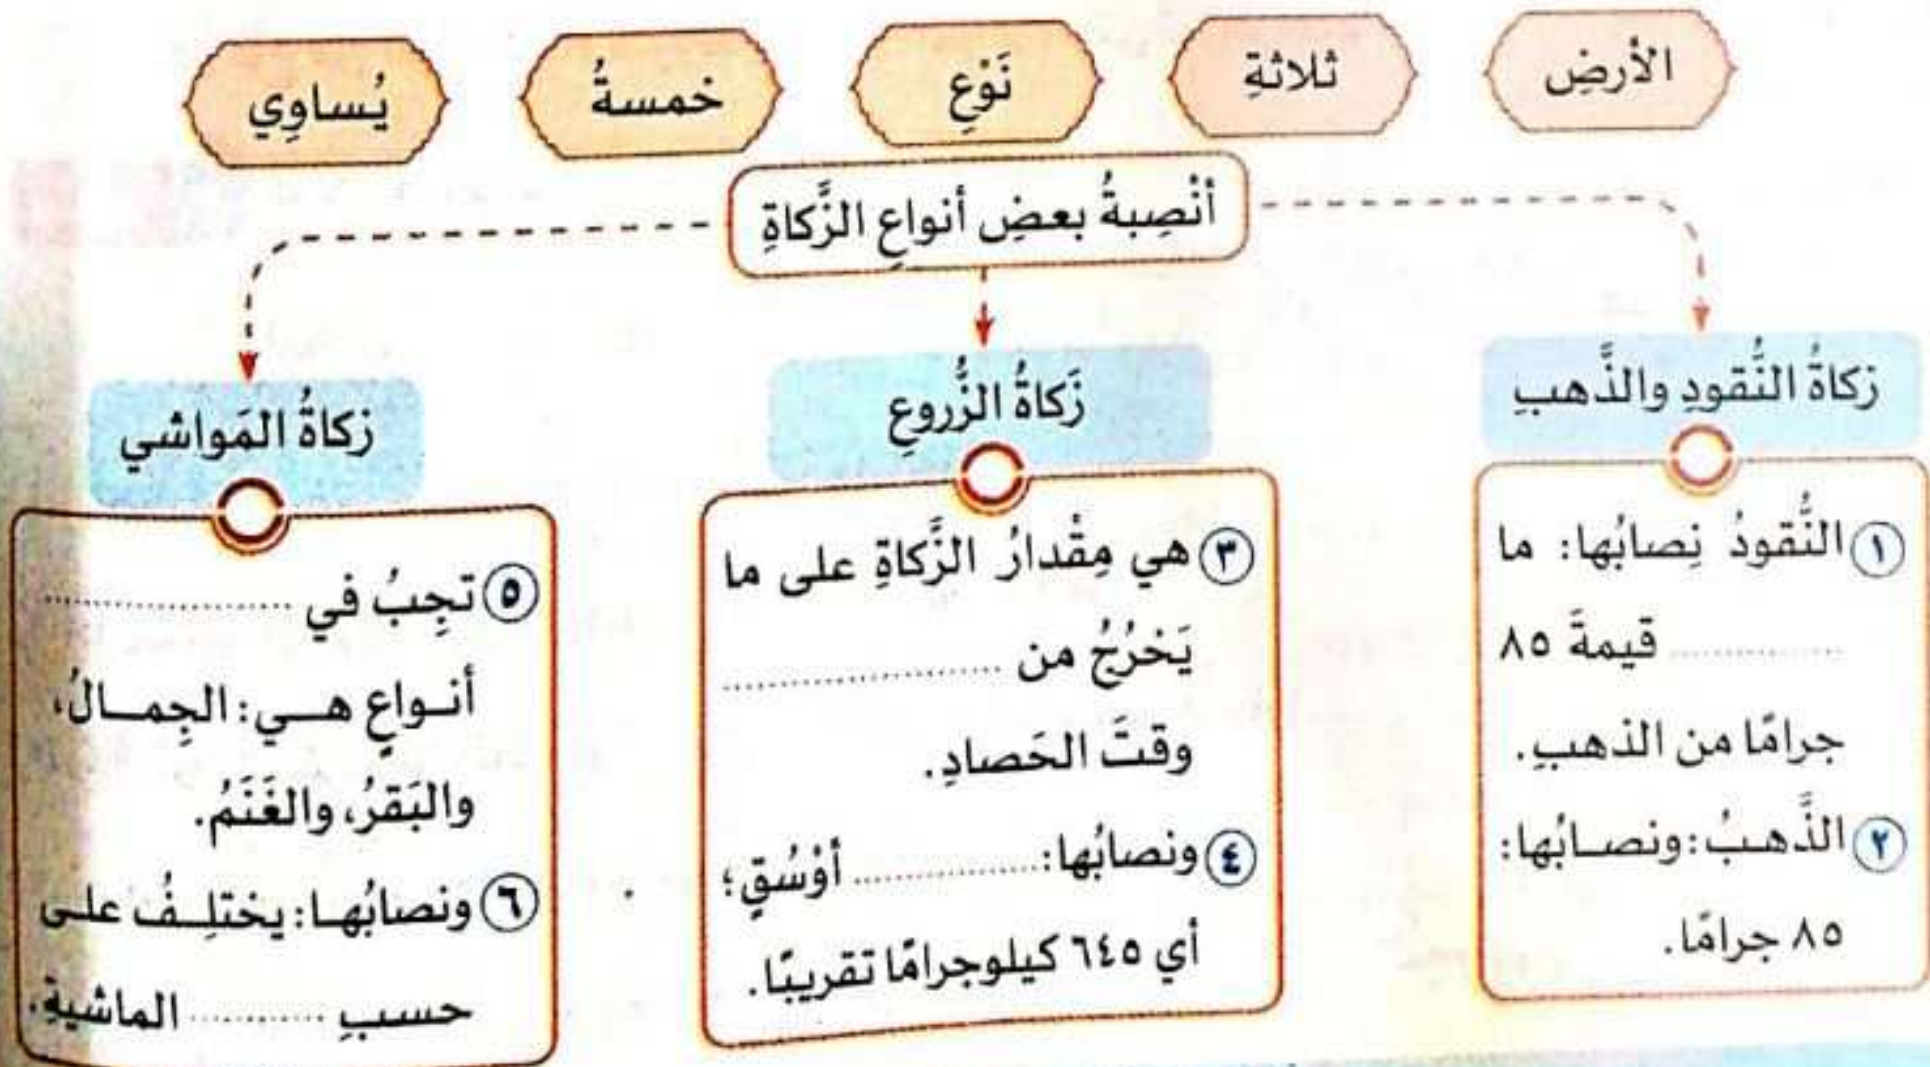 الأرضِ
ثلاثةِ
نَوْعِ
خمسةُ
يُساوِي
أنْصِبةُ بعضِ أنواعِ الزَّكاةِ
زكاةُ النُّقودِ والذَّهبِ
١ النُّقودُ نِصابُها: ما
.................. قيمةَ ٨٥
جرامًا من الذهبِ.
٢ الذَّهبُ: ونصابُها:
٨٥ جرامًا.
زَكاةُ الزُّروعِ
٣ هي مِقْدارُ الزَّكاةِ على ما
يَخْرُجُ من ..................
وقتَ الحَصادِ.
٤ ونصابُها: .................. أوْسُقٍ؛
أي ٦٤٥ كيلوجرامًا تقريبًا.
زكاةُ المَواشي
٥ تجِبُ في ..................
أنواعٍ هي: الجِمالُ،
والبَقرُ، والغَنَمُ.
٦ ونصابُها: يختلِفُ على
حسبِ .................. الماشيةِ.